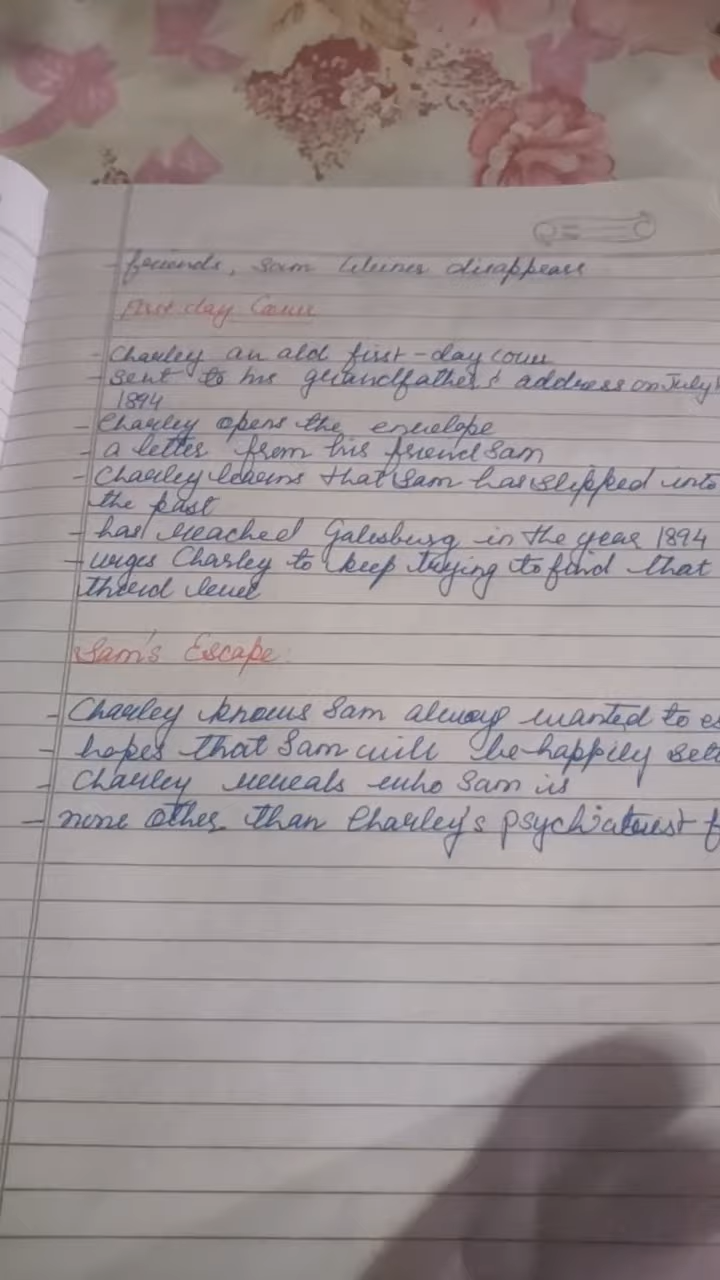 friends, Sam Weiner disappears
First day Cover
- Charley an old first-day cover
- sent to his grandfather's address on July
1894
- Charley opens the envelope
- a letter from his friend Sam
- Charley learns that Sam has slipped into
the past
- has reached Galesburg in the year 1894
- urges Charley to keep trying to find that
third level
Sam's Escape
- Charley knows Sam always wanted to es
- hopes that Sam will be happily set
- Charley reveals who Sam is
- none other than Charley's psychiatrist f